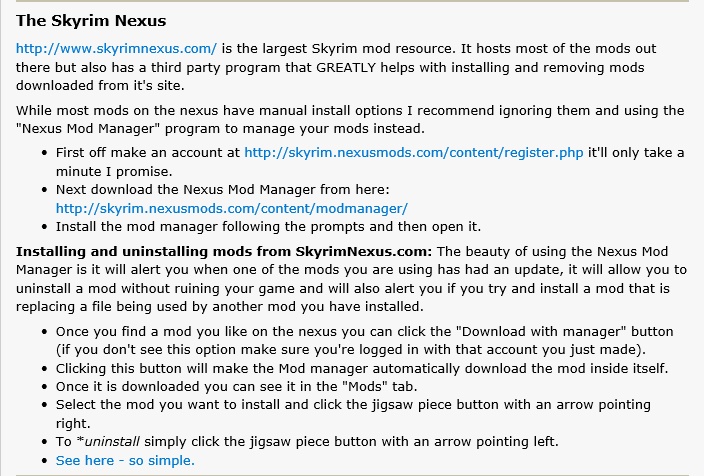 The Skyrim Nexus
http://www.skyrimnexus.com/ is the largest Skyrim mod resource. It hosts most of the mods out
there but also has a third party program that GREATLY helps with installing and removing mods
downloaded from it's site.
While most mods on the nexus have manual install options I recommend ignoring them and using the
"Nexus Mod Manager" program to manage your mods instead.
• First off make an account at http://skyrim.nexusmods.com/content/register.php it'll only take a
minute I promise.
• Next download the Nexus Mod Manager from here:
http://skyrim.nexusmods.com/content/modmanager/
• Install the mod manager following the prompts and then open it.
Installing and uninstalling mods from SkyrimNexus.com: The beauty of using the Nexus Mod
Manager is it will alert you when one of the mods you are using has had an update, it will allow you to
uninstall a mod without ruining your game and will also alert you if you try and install a mod that is
replacing a file being used by another mod you have installed.
• Once you find a mod you like on the nexus you can click the "Download with manager" button
(if you don't see this option make sure you're logged in with that account you just made).
• Clicking this button will make the Mod manager automatically download the mod inside itself.
• Once it is downloaded you can see it in the "Mods" tab.
• Select the mod you want to install and click the jigsaw piece button with an arrow pointing
right.
• To *uninstall simply click the jigsaw piece button with an arrow pointing left.
• See here - so simple.